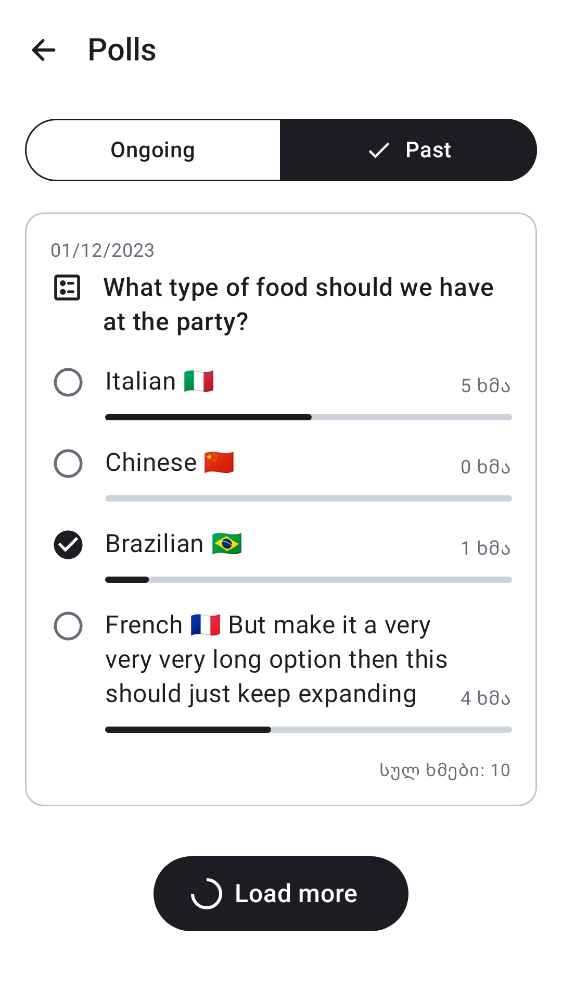 Polls
Ongoing
Past
01/12/2023
What type of food should we have
at the party?
Italian 🇮🇹
5 ხმა
Chinese 🇨🇳
0 ხმა
Brazilian 🇧🇷
1 ხმა
French 🇫🇷 But make it a very
very very long option then this
should just keep expanding
4 ხმა
სულ ხმები: 10
Load more